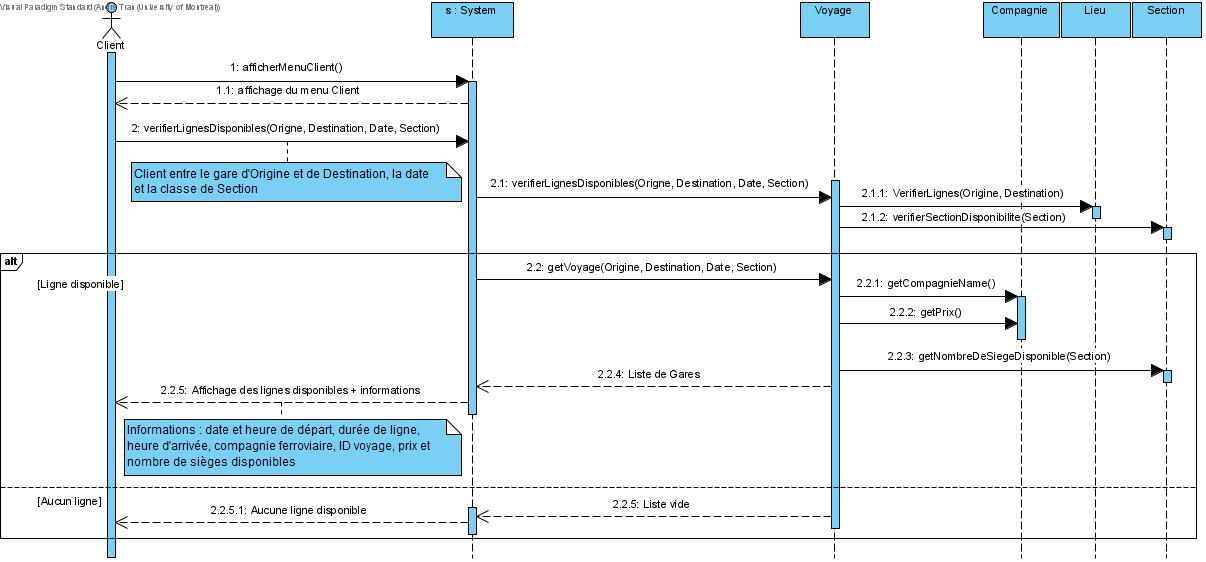 Visual Paradigm Standard(Andre Tran(University of Montreal))
Client
s : System
Voyage
Compagnie
Lieu
Section
1: afficherMenuClient()
1.1: affichage du menu Client
2: verifierLignesDisponibles(Origne, Destination, Date, Section)
Client entre le gare d'Origine et de Destination, la date
et la classe de Section
2.1: verifierLignesDisponibles(Origne, Destination, Date, Section)
2.1.1: VerifierLignes(Origine, Destination)
2.1.2: verifierSectionDisponibilite(Section)
alt
[Ligne disponible]
2.2: getVoyage(Origine, Destination, Date, Section)
2.2.1: getCompagnieName()
2.2.2: getPrix()
2.2.3: getNombreDeSiegeDisponible(Section)
2.2.4: Liste de Gares
2.2.5: Affichage des lignes disponibles + informations
Informations : date et heure de départ, durée de ligne,
heure d'arrivée, compagnie ferroviaire, ID voyage, prix et
nombre de sièges disponibles
[Aucun ligne]
2.2.5: Liste vide
2.2.5.1: Aucune ligne disponible